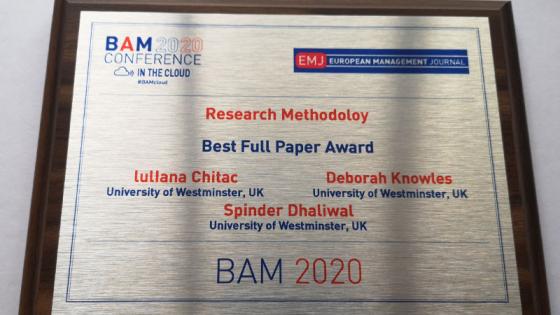 BAM2020
CONFERENCE
IN THE CLOUD
#BAMcloud
EMJ EUROPEAN MANAGEMENT JOURNAL
Research Methodoloy
Best Full Paper Award
IulIana Chitac
University of Westminster, UK
Deborah Knowles
University of Westminster, UK
Spinder Dhaliwal
University of Westminster, UK
BAM 2020